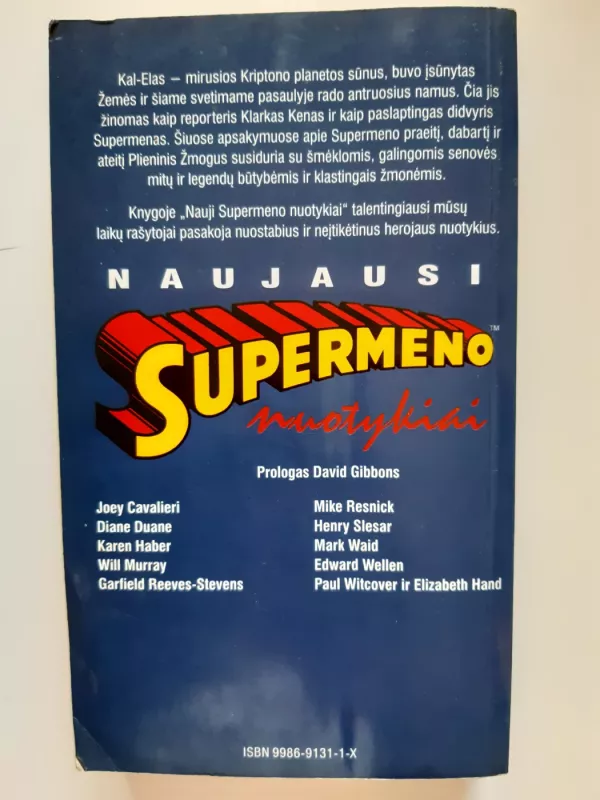 Kal-Elas – mirusios Kriptono planetos sūnus, buvo įsūnytas
Žemės ir šiame svetimame pasaulyje rado antruosius namus. Čia jis
žinomas kaip reporteris Klarkas Kenas ir kaip paslaptingas didvyris
Supermenas. Šiuose apsakymuose apie Supermeno praeitį, dabartį ir
ateitį Plieninis Žmogus susiduria su šmėklomis, galingomis senovės
mitų ir legendų būtybėmis ir klastingais žmonėmis.
Knygoje „Nauji Supermeno nuotykiai“ talentingiausi mūsų
laikų rašytojai pasakoja nuostabius ir neįtikėtinus herojaus nuotykius.
NAUJAUSI
SUPERMENO™
nuotykiai
Prologas David Gibbons
Joey Cavalieri
Diane Duane
Karen Haber
Will Murray
Garfield Reeves-Stevens
Mike Resnick
Henry Slesar
Mark Waid
Edward Wellen
Paul Witcover ir Elizabeth Hand
ISBN 9986-9131-1-X